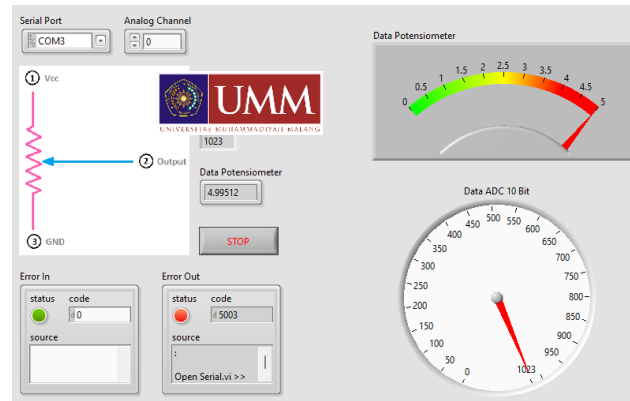 Serial Port
COM3
Analog Channel
0
1 Vcc
2 Output
3 GND
UMM
UNIVERSITAS MUHAMMADIYAH MALANG
1023
Data Potensiometer
4.99512
STOP
Error In
status code
d 0
source
Error Out
status code
d 5003
source
:
Open Serial.vi >>
Data Potensiometer
0 0.5 1 1.5 2 2.5 3 3.5 4 4.5 5
Data ADC 10 Bit
0 50 100 150 200 250 300 350 400 450 500 550 600 650 700 750 800 850 900 950 1023